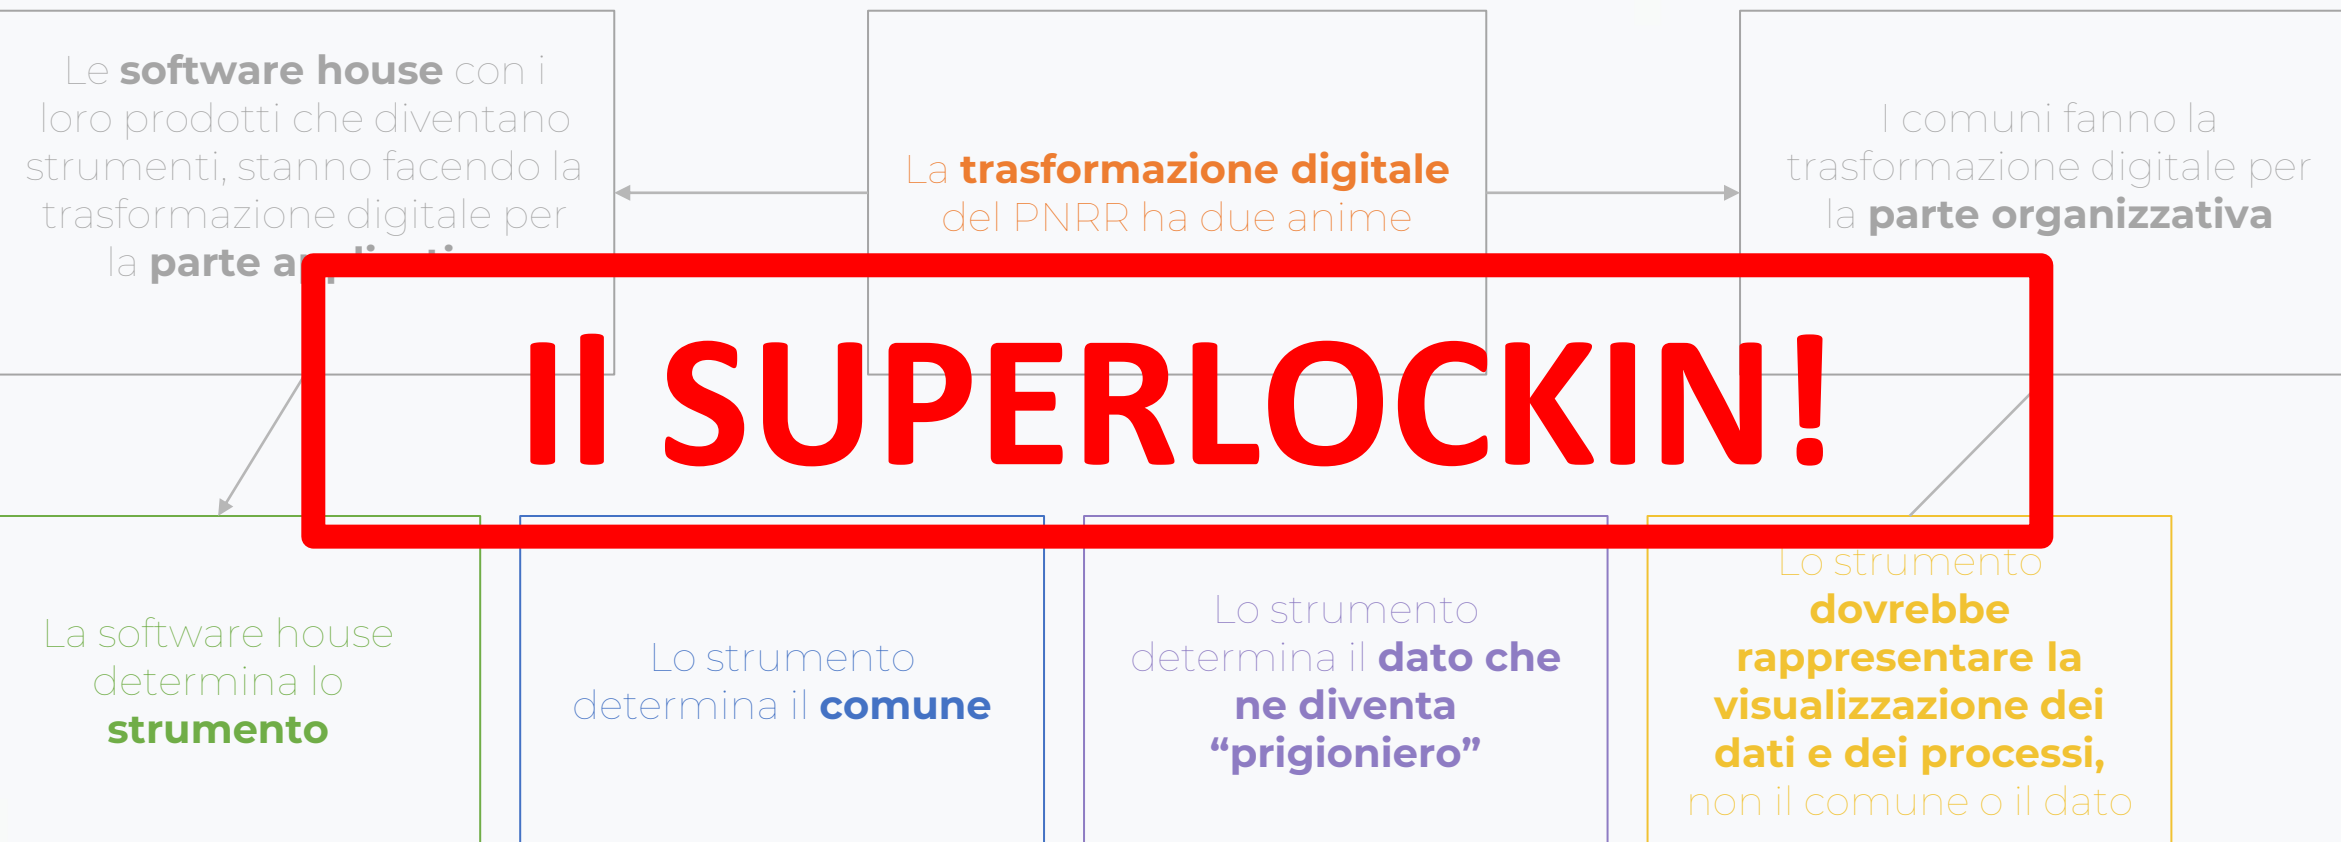 Le software house con i
loro prodotti che diventano
strumenti, stanno facendo la
trasformazione digitale per
la parte
La trasformazione digitale
del PNRR ha due anime
I comuni fanno la
trasformazione digitale per
la parte organizzativa
Il SUPERLOCKIN!
La software house
determina lo
strumento
Lo strumento
determina il comune
Lo strumento
determina il dato che
ne diventa
“prigioniero”
Lo strumento
dovrebbe
rappresentare la
visualizzazione dei
dati e dei processi,
non il comune o il dato